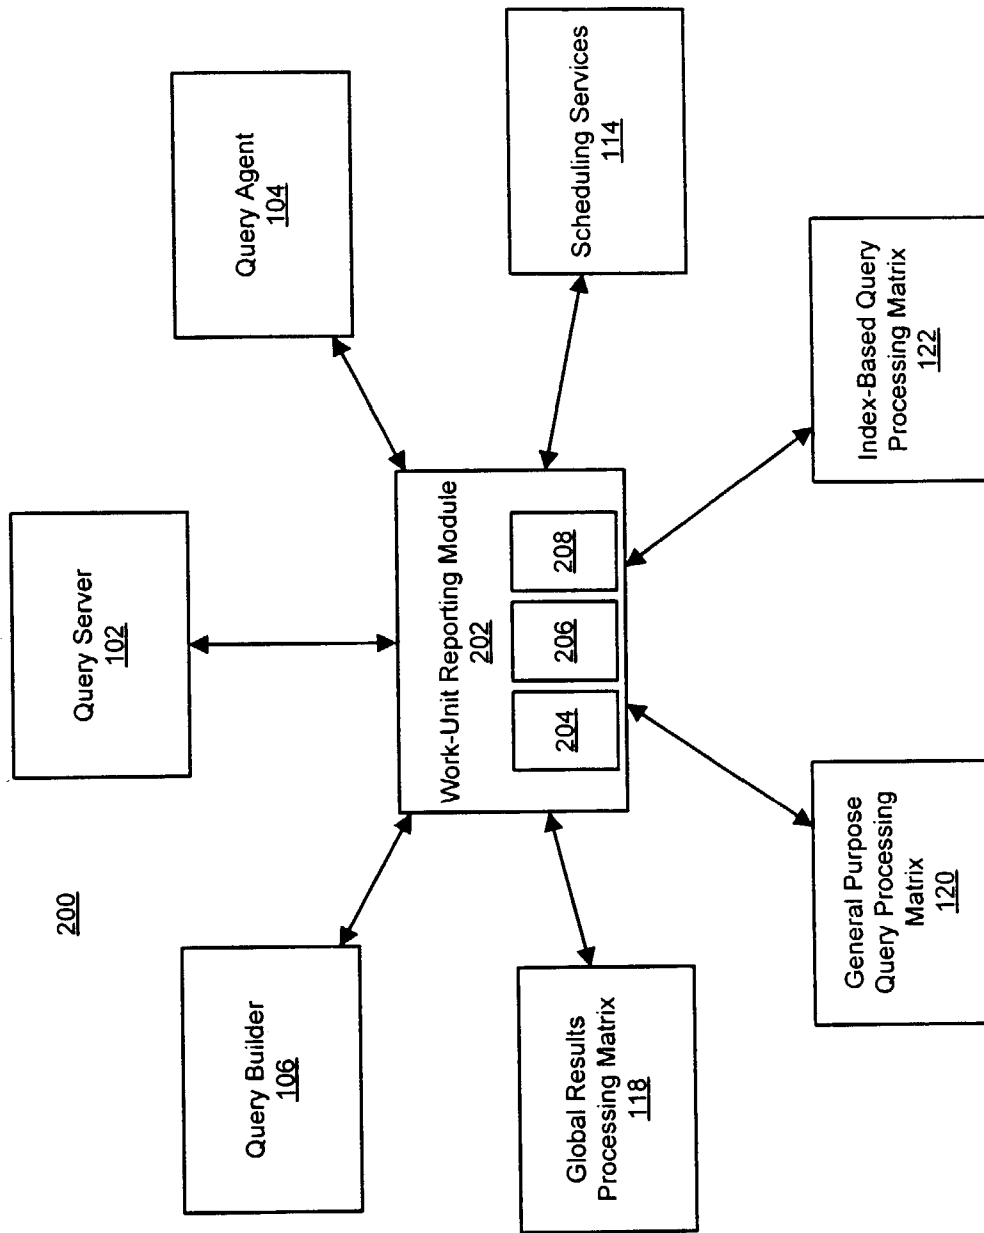 200
Query Server
102
Query Builder
106
Query Agent
104
Work-Unit Reporting Module
202
204
206
208
Global Results
Processing Matrix
118
Scheduling Services
114
General Purpose
Query Processing
Matrix
120
Index-Based Query
Processing Matrix
122